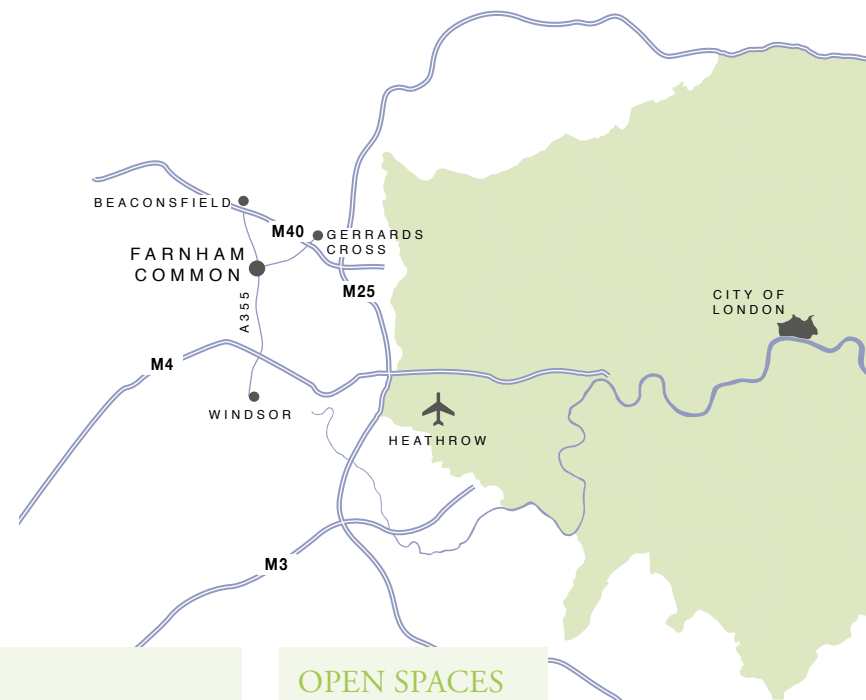 BEACONSFIELD
M40
GERRARDS
CROSS
FARNHAM
COMMON
A355
M25
CITY OF
LONDON
M4
WINDSOR
HEATHROW
M3
OPEN SPACES